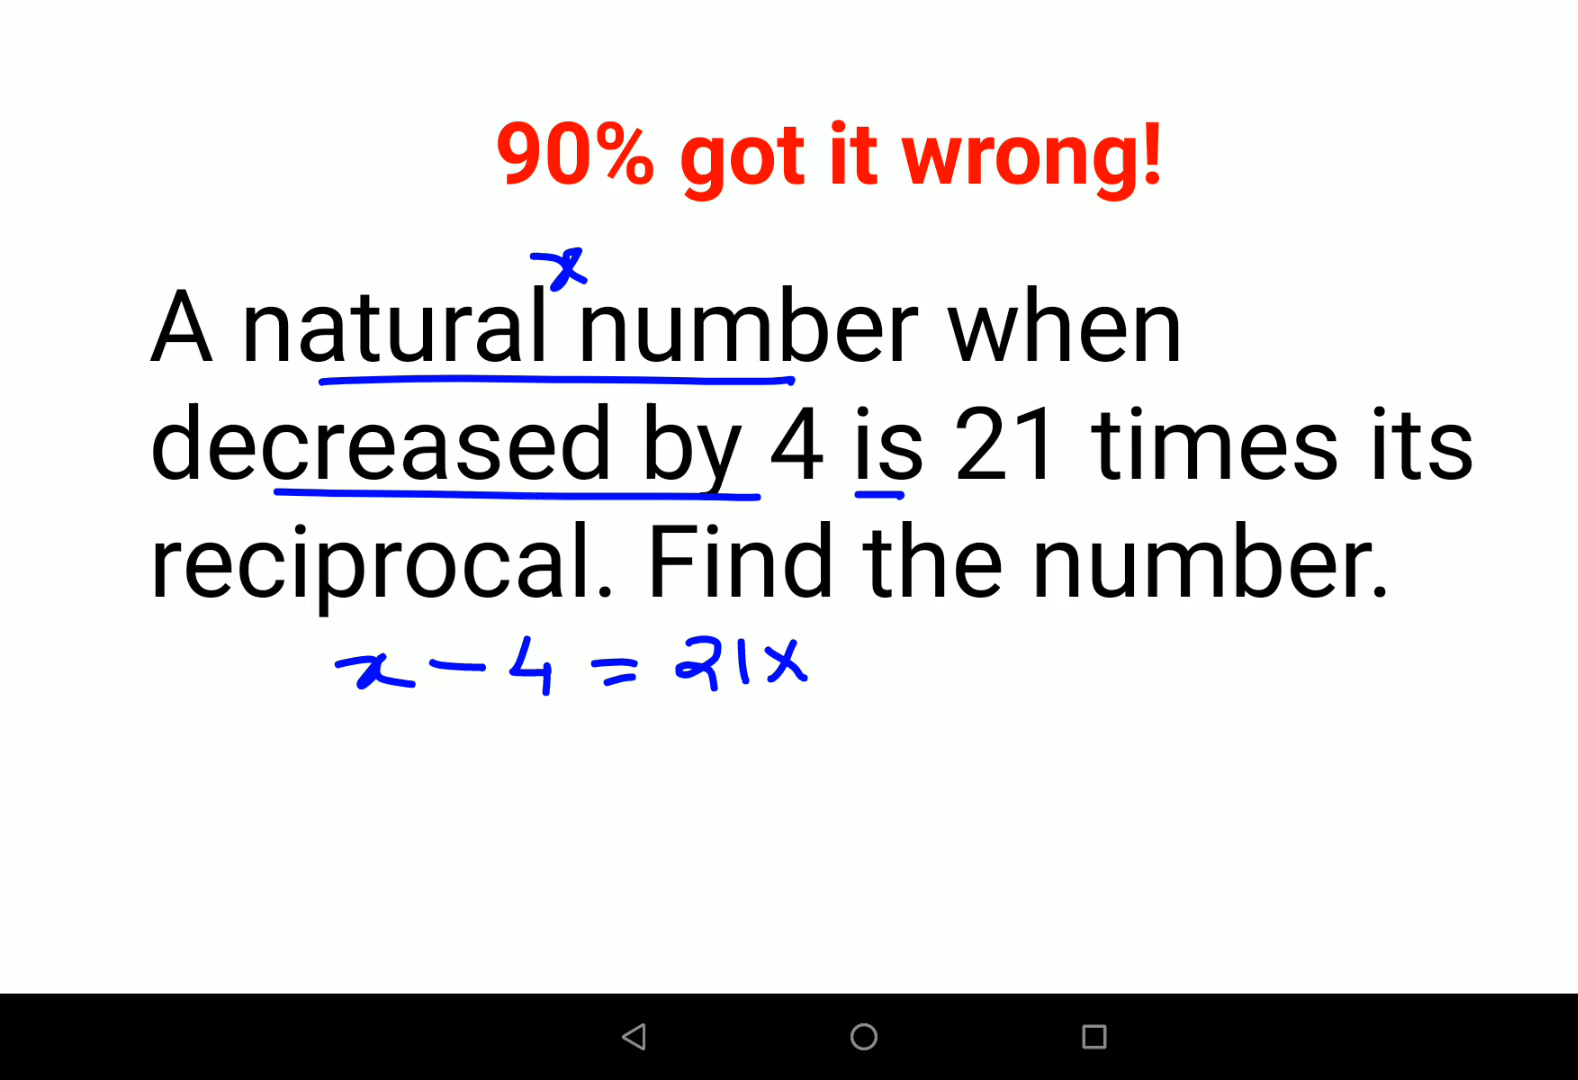 90% got it wrong!
x
A natural number when
decreased by 4 is 21 times its
reciprocal. Find the number.
x - 4 = 21x